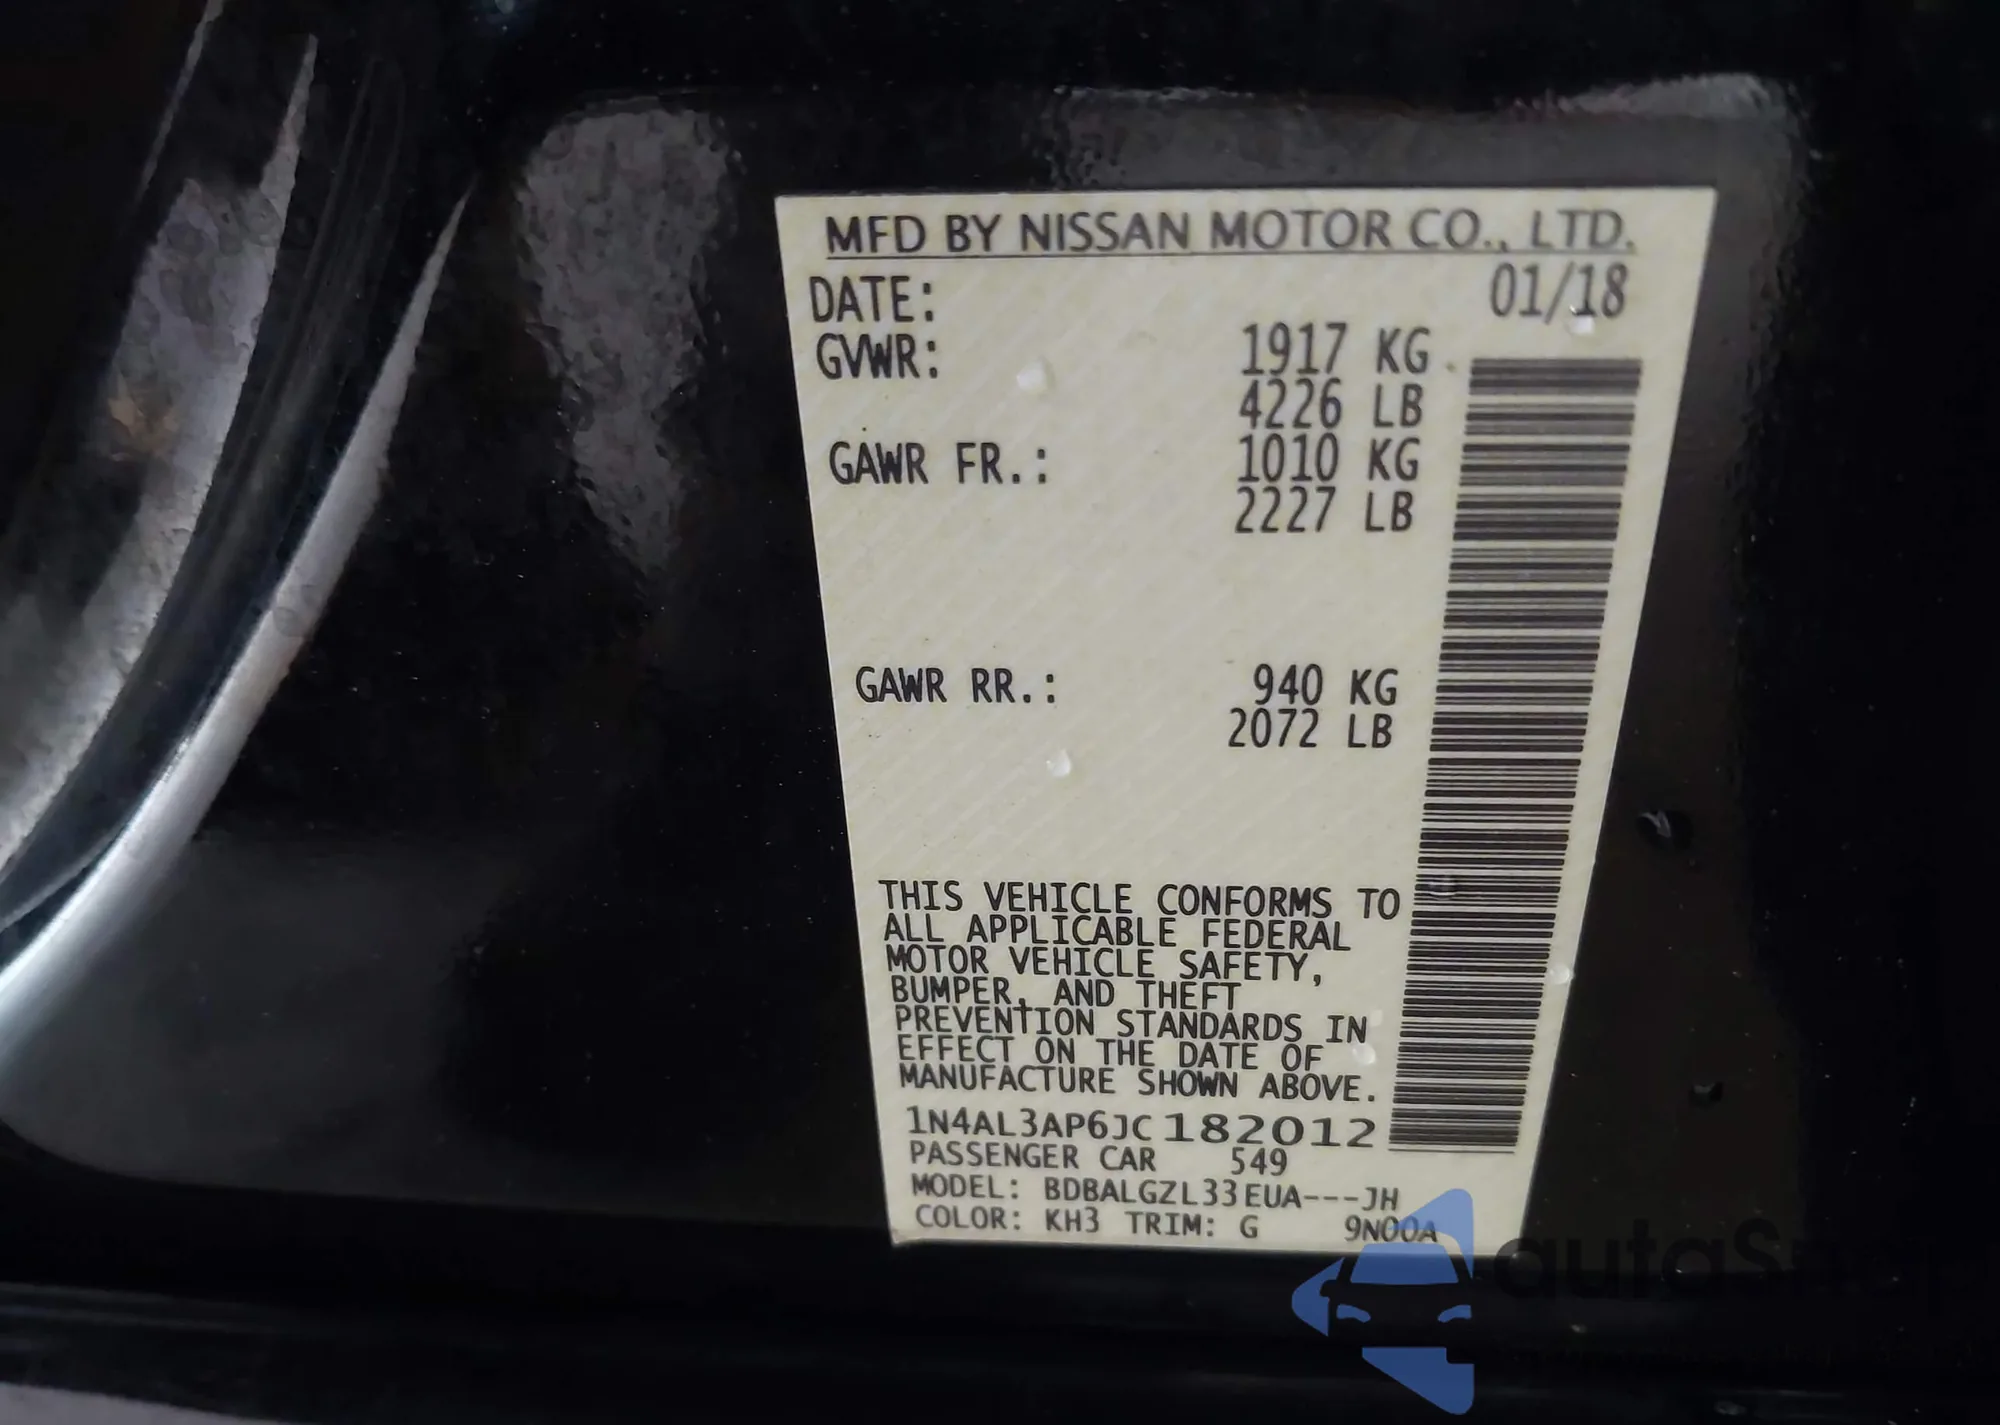 MFD BY NISSAN MOTOR CO., LTD.
DATE: 01/18
GVWR: 1917 KG
4226 LB
GAWR FR.: 1010 KG
2227 LB
GAWR RR.: 940 KG
2072 LB
THIS VEHICLE CONFORMS TO
ALL APPLICABLE FEDERAL
MOTOR VEHICLE SAFETY,
BUMPER, AND THEFT
PREVENTION STANDARDS IN
EFFECT ON THE DATE OF
MANUFACTURE SHOWN ABOVE.
1N4AL3AP6JC182012
PASSENGER CAR 549
MODEL: BDBALGZL33EUA---JH
COLOR: KH3 TRIM: G 9N00A